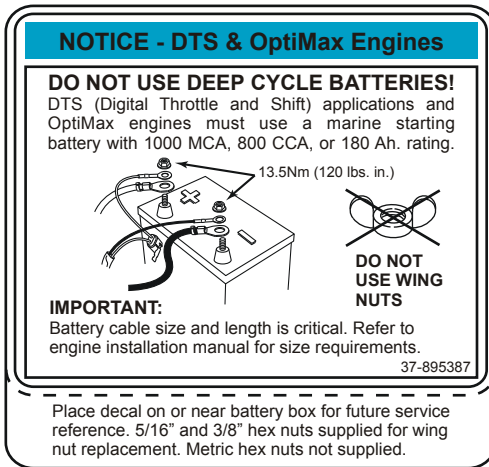 NOTICE - DTS & OptiMax Engines
DO NOT USE DEEP CYCLE BATTERIES!
DTS (Digital Throttle and Shift) applications and
OptiMax engines must use a marine starting
battery with 1000 MCA, 800 CCA, or 180 Ah. rating.
13.5Nm (120 lbs. in.)
DO NOT
USE WING
NUTS
IMPORTANT:
Battery cable size and length is critical. Refer to
engine installation manual for size requirements.
37-895387
Place decal on or near battery box for future service
reference. 5/16” and 3/8” hex nuts supplied for wing
nut replacement. Metric hex nuts not supplied.